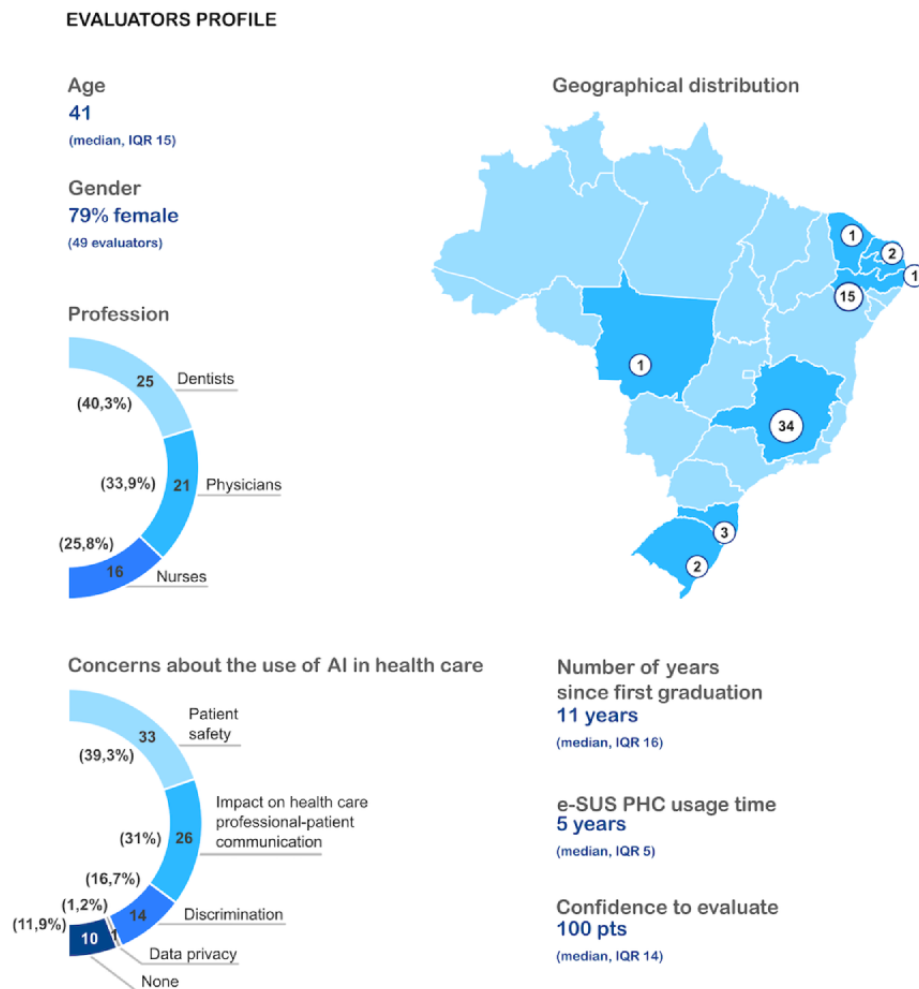 EVALUATORS PROFILE
Age
41
(median, IQR 15)
Gender
79% female
(49 evaluators)
Profession
25
Dentists
(40,3%)
(33,9%)
21
Physicians
(25,8%)
16
Nurses
Geographical distribution
1
2
1
15
1
34
3
2
Concerns about the use of AI in health care
33
Patient
safety
(39,3%)
Impact on health care
professional-patient
communication
(31%)
26
(16,7%)
14
Discrimination
(1,2%)
1
Data privacy
(11,9%)
10
None
Number of years
since first graduation
11 years
(median, IQR 16)
e-SUS PHC usage time
5 years
(median, IQR 5)
Confidence to evaluate
100 pts
(median, IQR 14)